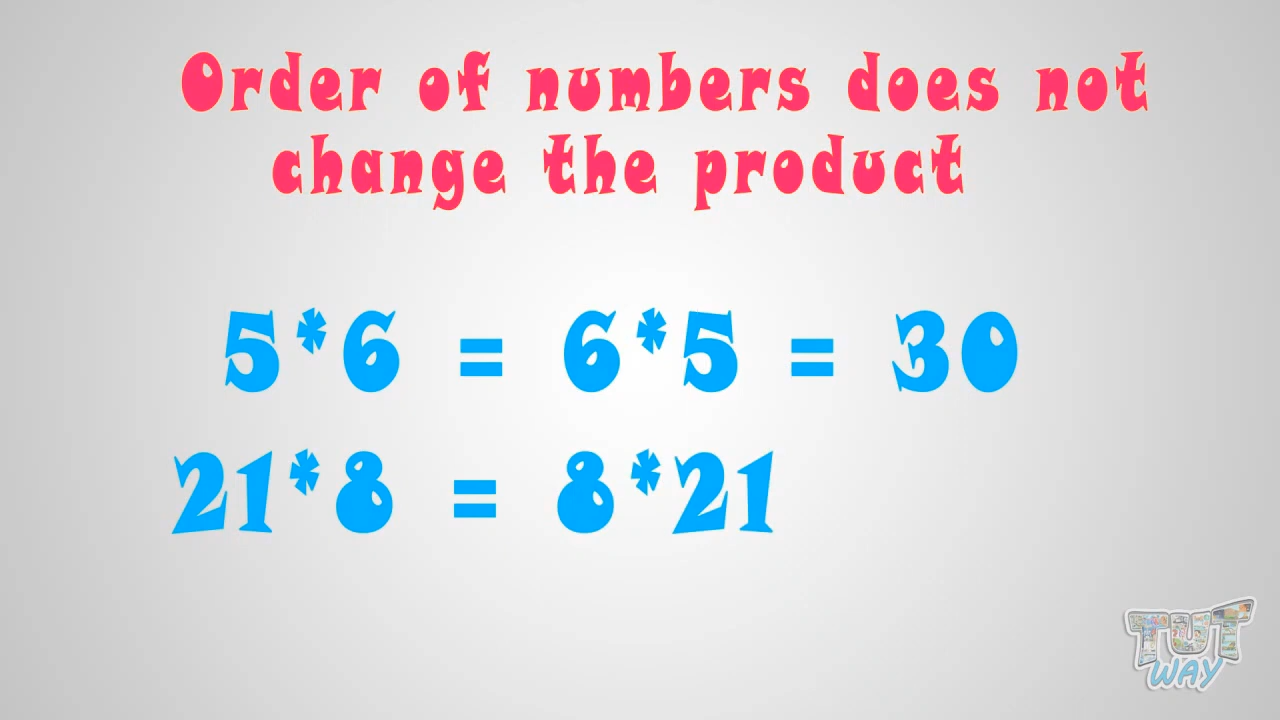 Order of numbers does not
change the product
5*6 = 6*5 = 30
21*8 = 8*21
TUT
WAY